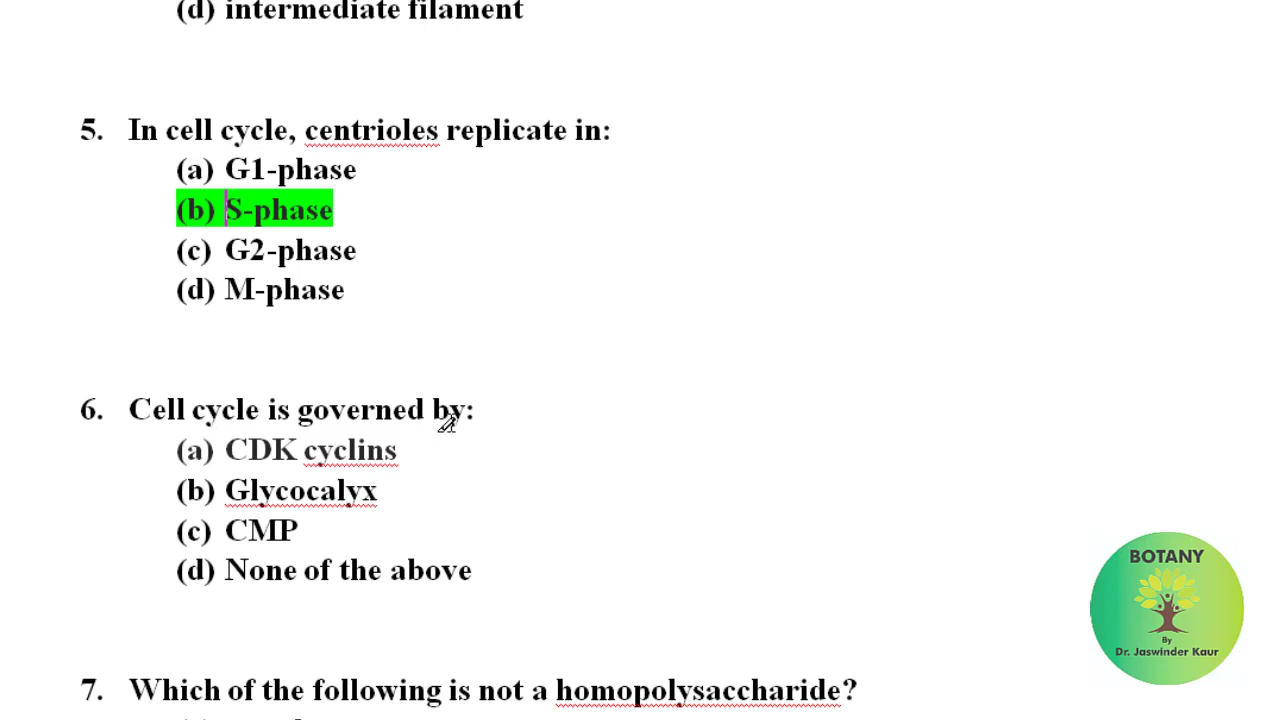 (d) intermediate filament
5. In cell cycle, centrioles replicate in:
(a) G1-phase
(b) S-phase
(c) G2-phase
(d) M-phase
6. Cell cycle is governed by:
(a) CDK cyclins
(b) Glycocalyx
(c) CMP
(d) None of the above
BOTANY
By
Dr. Jaswinder Kaur
7. Which of the following is not a homopolysaccharide?